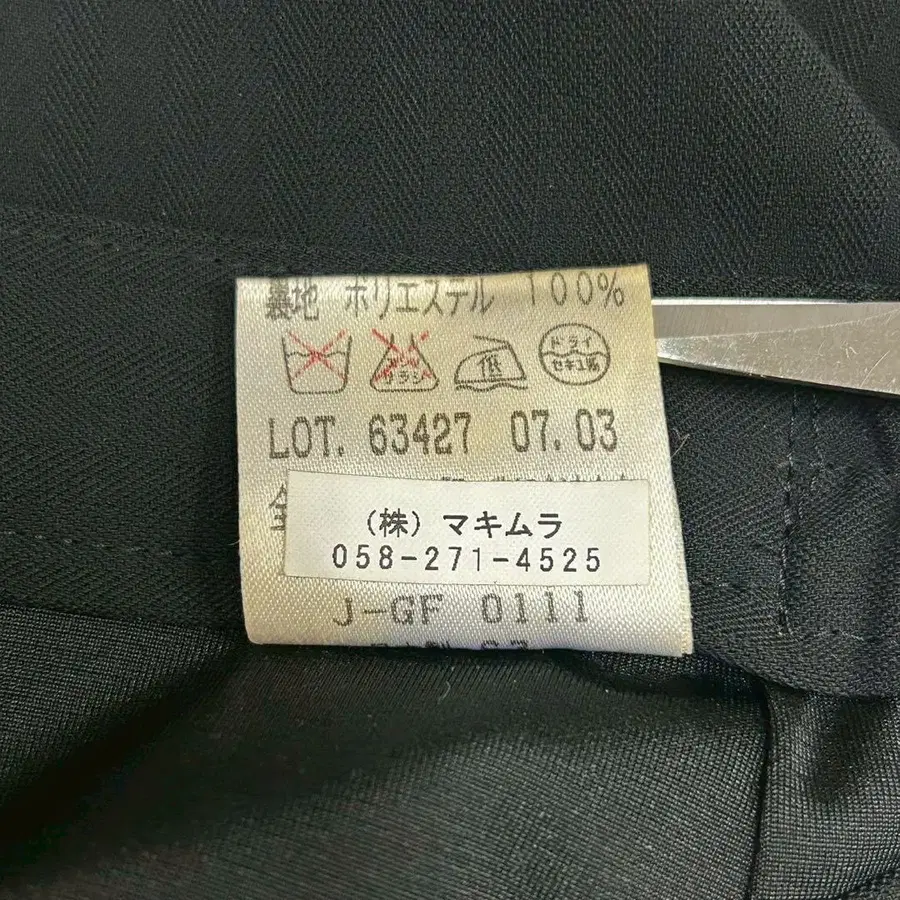 裏地 ポリエステル 100%
低 ドライ セキユ系
LOT. 63427 07.03
(株) マキムラ
058-271-4525
J-GF 0111